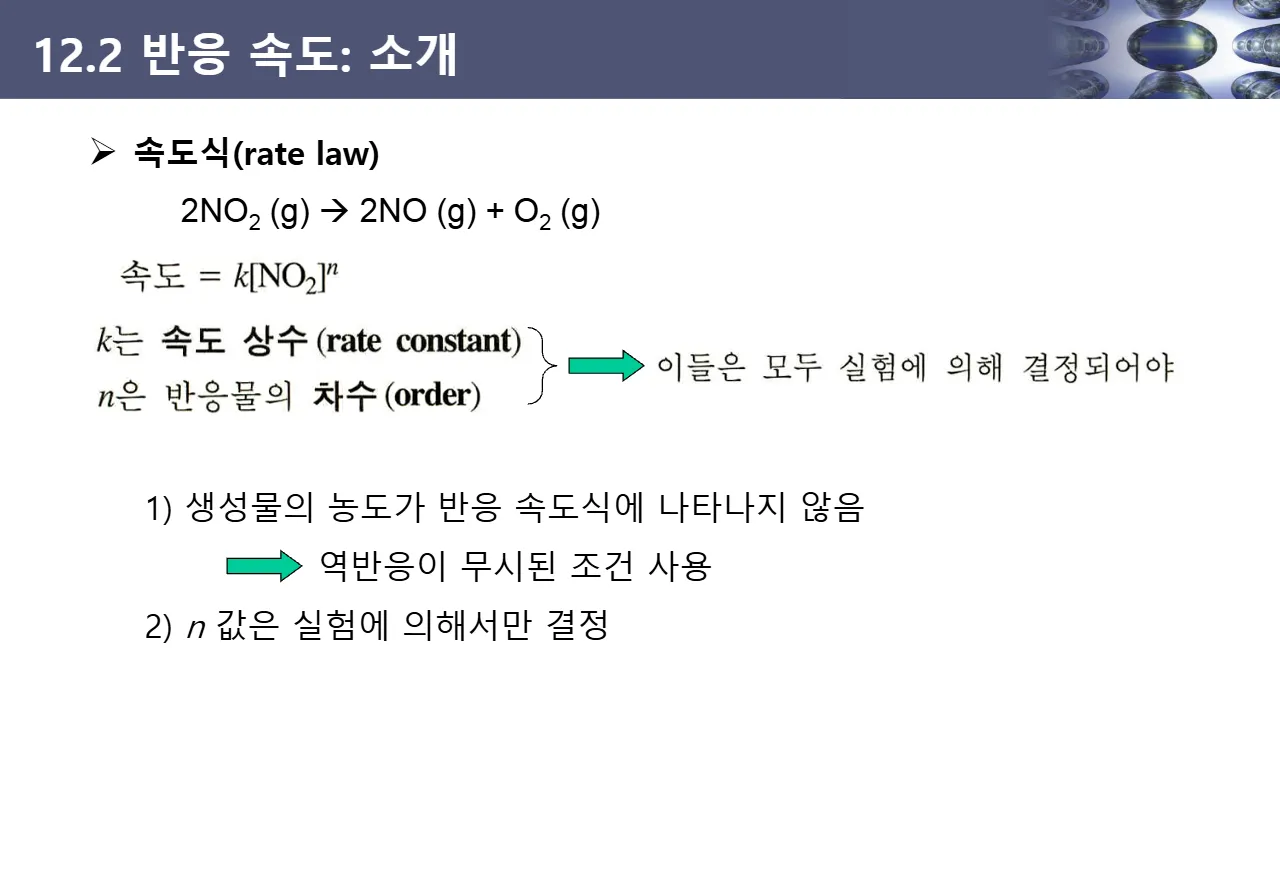 12.2 반응 속도: 소개
➢ 속도식(rate law)
2NO₂ (g) → 2NO (g) + O₂ (g)
속도 = k[NO₂]ⁿ
k는 속도 상수(rate constant)
n은 반응물의 차수(order)
이들은 모두 실험에 의해 결정되어야
1) 생성물의 농도가 반응 속도식에 나타나지 않음
역반응이 무시된 조건 사용
2) n 값은 실험에 의해서만 결정